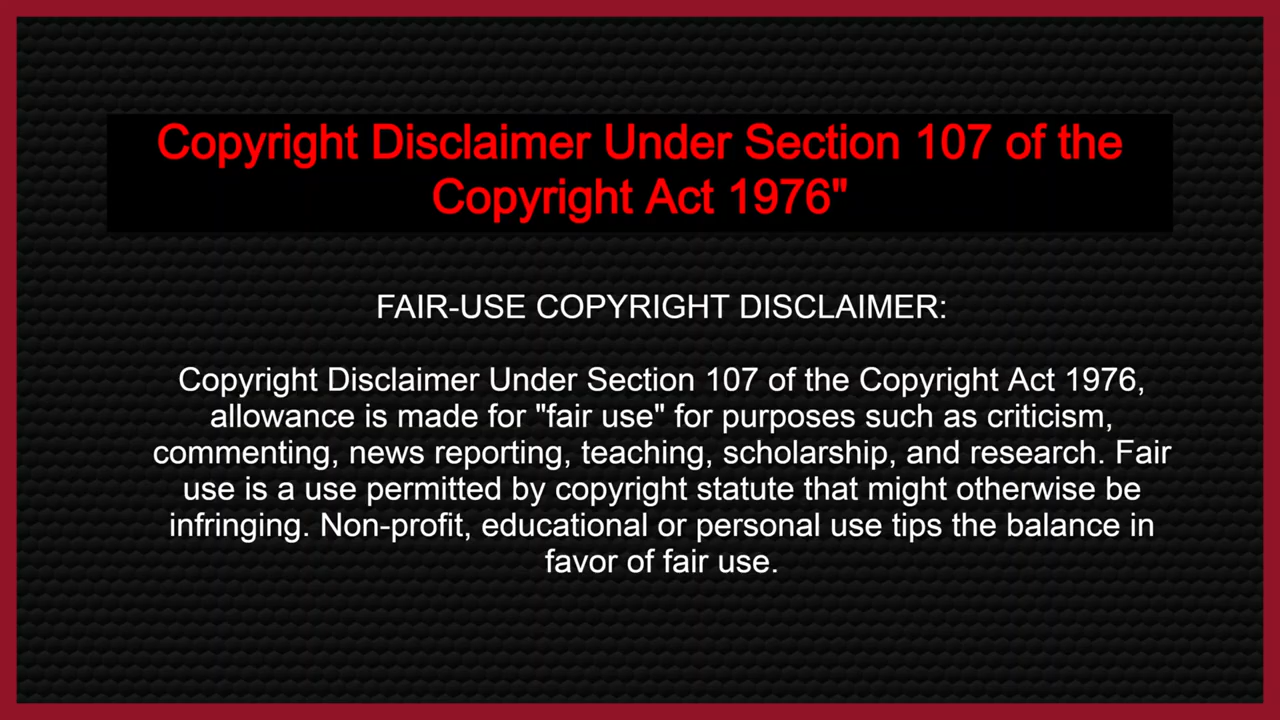 Copyright Disclaimer Under Section 107 of the
Copyright Act 1976"
FAIR-USE COPYRIGHT DISCLAIMER:
Copyright Disclaimer Under Section 107 of the Copyright Act 1976,
allowance is made for "fair use" for purposes such as criticism,
commenting, news reporting, teaching, scholarship, and research. Fair
use is a use permitted by copyright statute that might otherwise be
infringing. Non-profit, educational or personal use tips the balance in
favor of fair use.